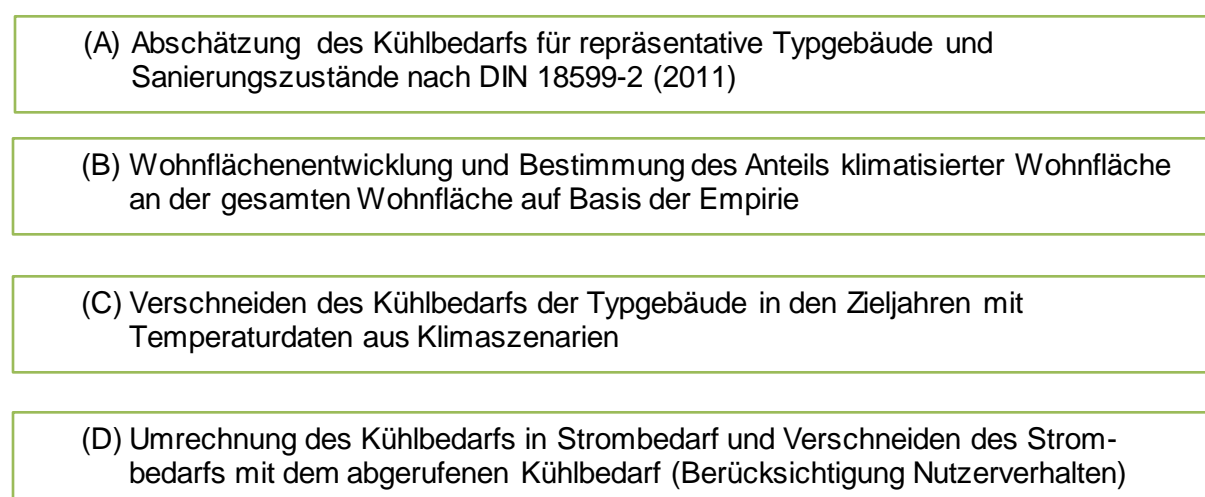 (A) Abschätzung des Kühlbedarfs für repräsentative Typgebäude und
Sanierungszustände nach DIN 18599-2 (2011)
(B) Wohnflächenentwicklung und Bestimmung des Anteils klimatisierter Wohnfläche
an der gesamten Wohnfläche auf Basis der Empirie
(C) Verschneiden des Kühlbedarfs der Typgebäude in den Zieljahren mit
Temperaturdaten aus Klimaszenarien
(D) Umrechnung des Kühlbedarfs in Strombedarf und Verschneiden des Strom-
bedarfs mit dem abgerufenen Kühlbedarf (Berücksichtigung Nutzerverhalten)